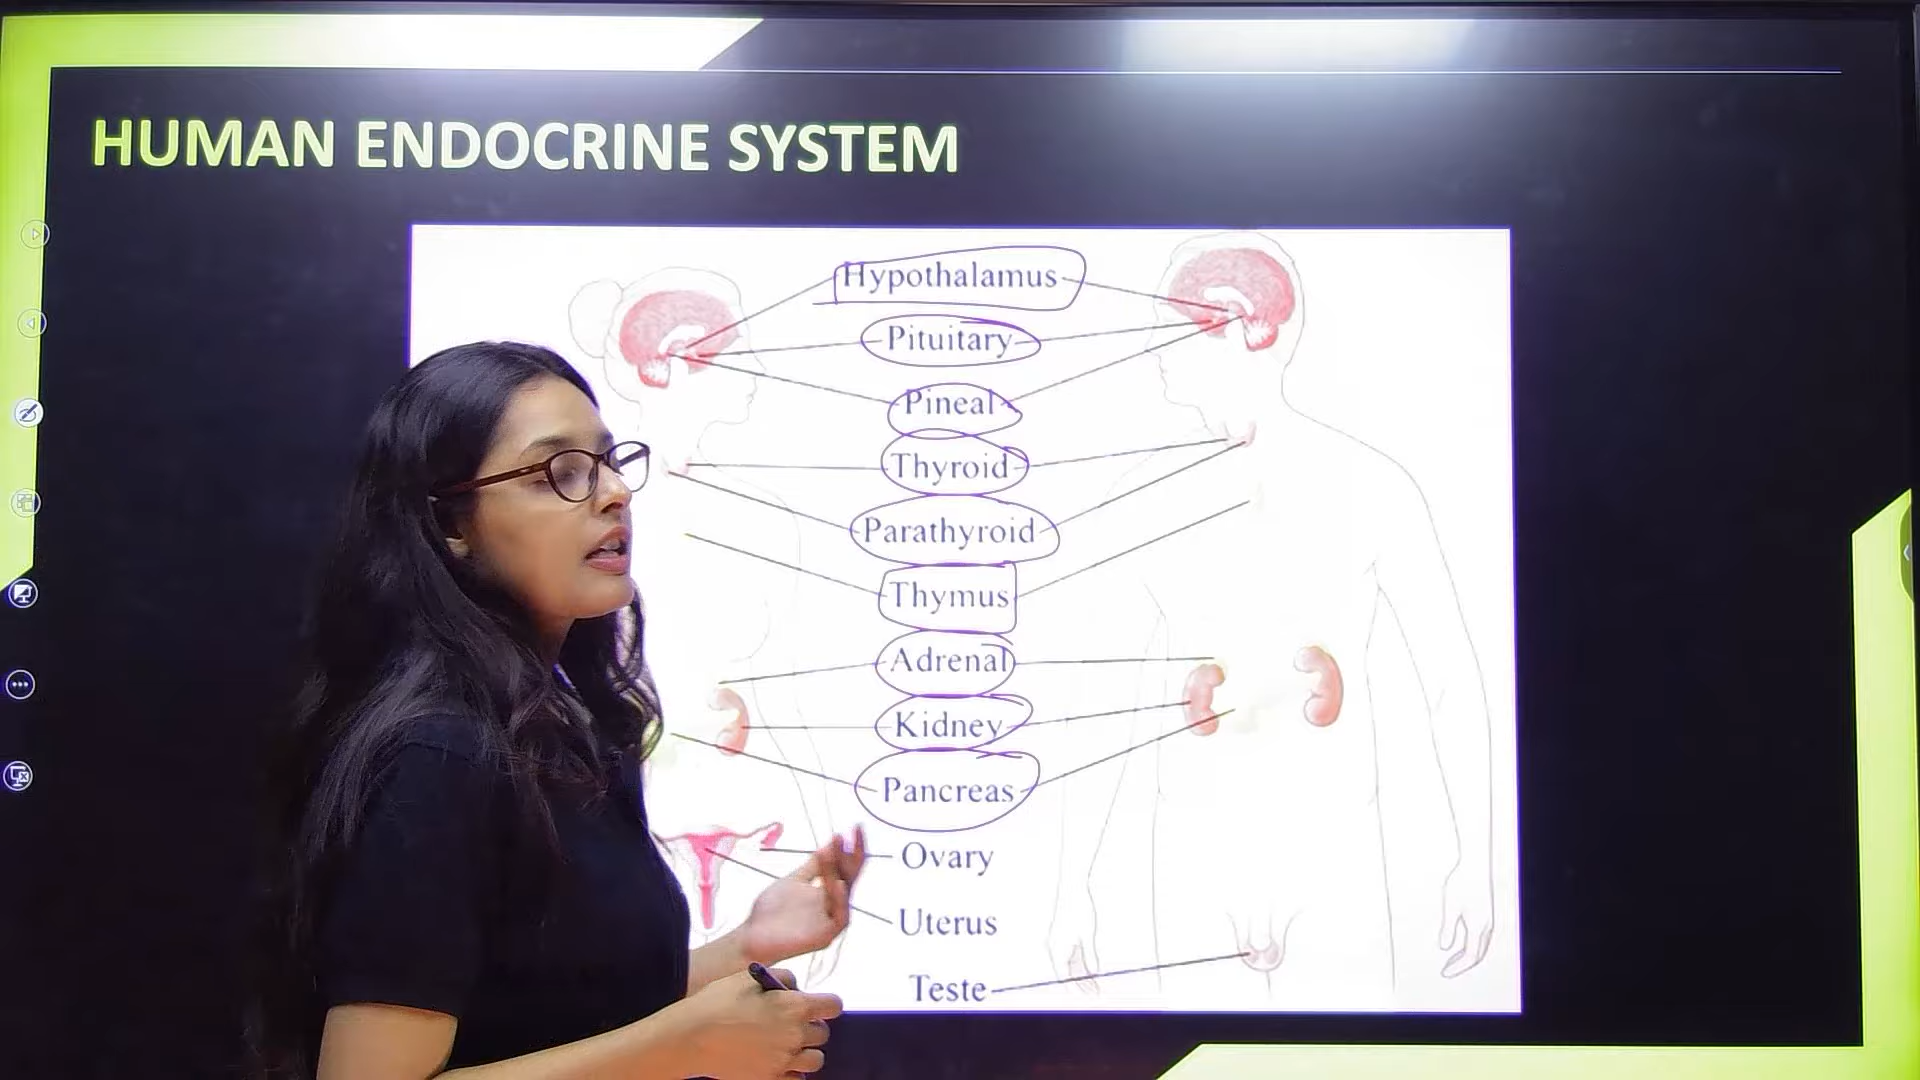 HUMAN ENDOCRINE SYSTEM
Hypothalamus
Pituitary
Pineal
Thyroid
Parathyroid
Thymus
Adrenal
Kidney
Pancreas
Ovary
Uterus
Teste